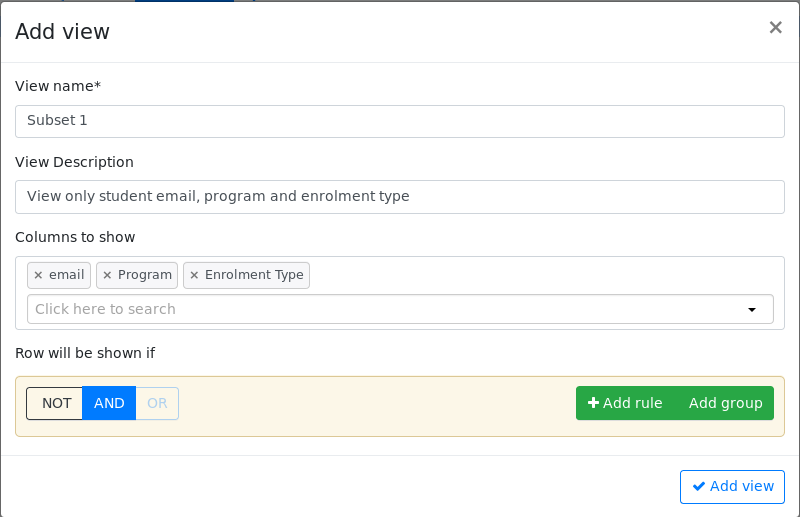 Add view ×
View name*
Subset 1
View Description
View only student email, program and enrolment type
Columns to show
× email × Program × Enrolment Type
Click here to search
Row will be shown if
NOT AND OR Add rule Add group
Add view